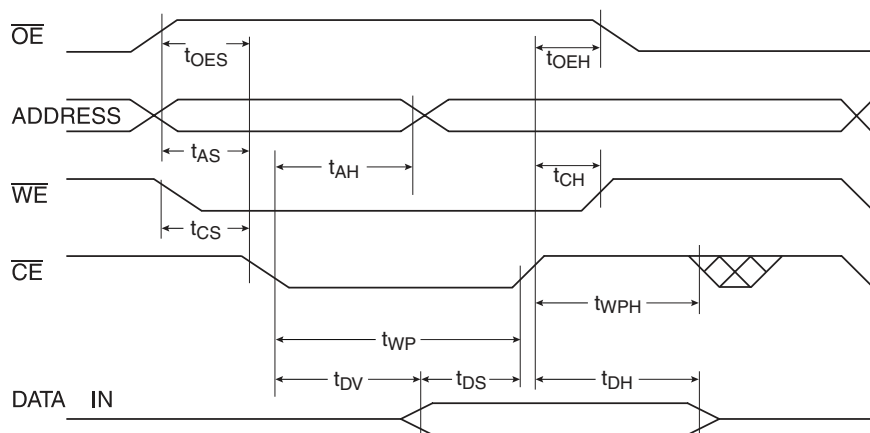 OE
tOES
tOEH
ADDRESS
tAS
tAH
tCH
WE
tCS
CE
tWPH
tWP
tDV
tDS
tDH
DATA IN